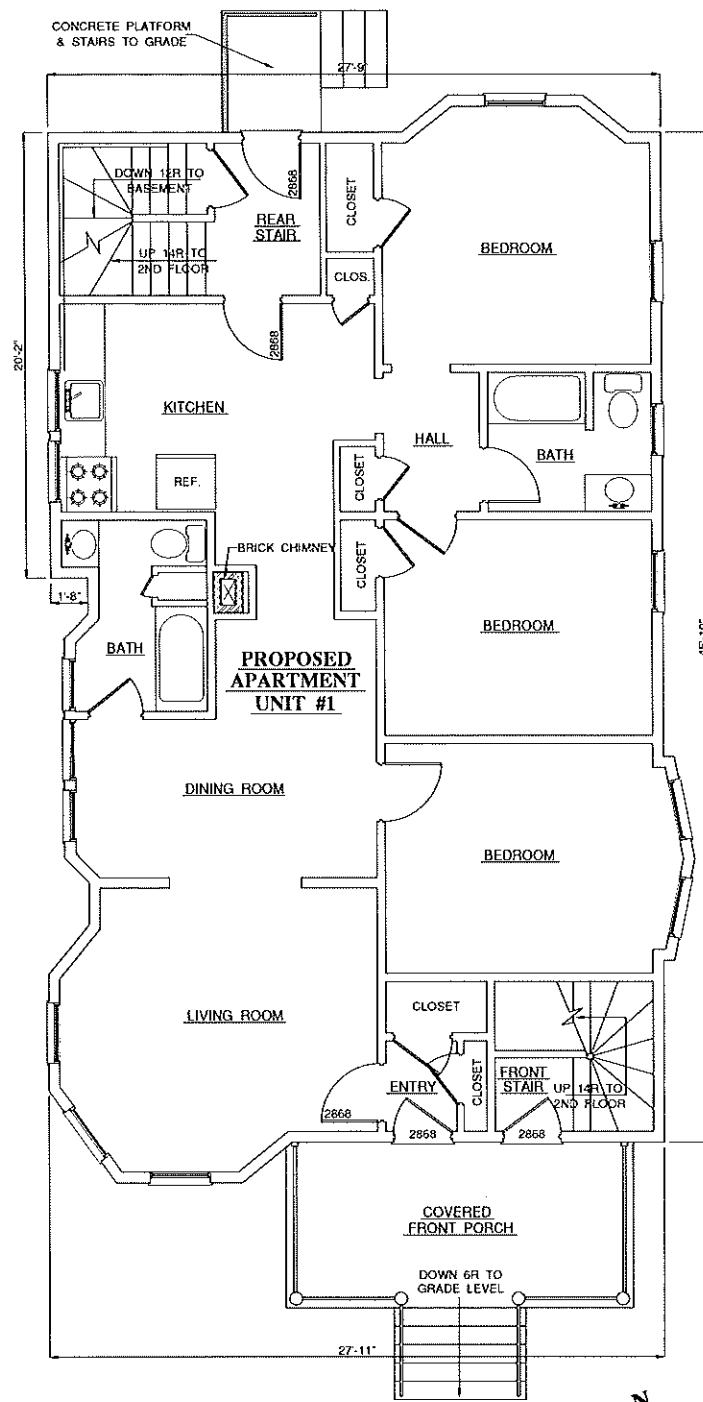 CONCRETE PLATFORM
& STAIRS TO GRADE
27'-9"
DOWN 12R TO
BASEMENT
2868
REAR
STAIR
CLOSET
BEDROOM
UP 14R TO
2ND FLOOR
CLOS.
20'-2"
2868
KITCHEN
HALL
BATH
REF.
CLOSET
BRICK CHIMNEY
CLOSET
1'-8"
BATH
BEDROOM
PROPOSED
APARTMENT
UNIT #1
DINING ROOM
BEDROOM
LIVING ROOM
CLOSET
ENTRY
CLOSET
FRONT
STAIR
UP 14R TO
2ND FLOOR
2868
2868
2868
COVERED
FRONT PORCH
DOWN 6R TO
GRADE LEVEL
27'-11"
N